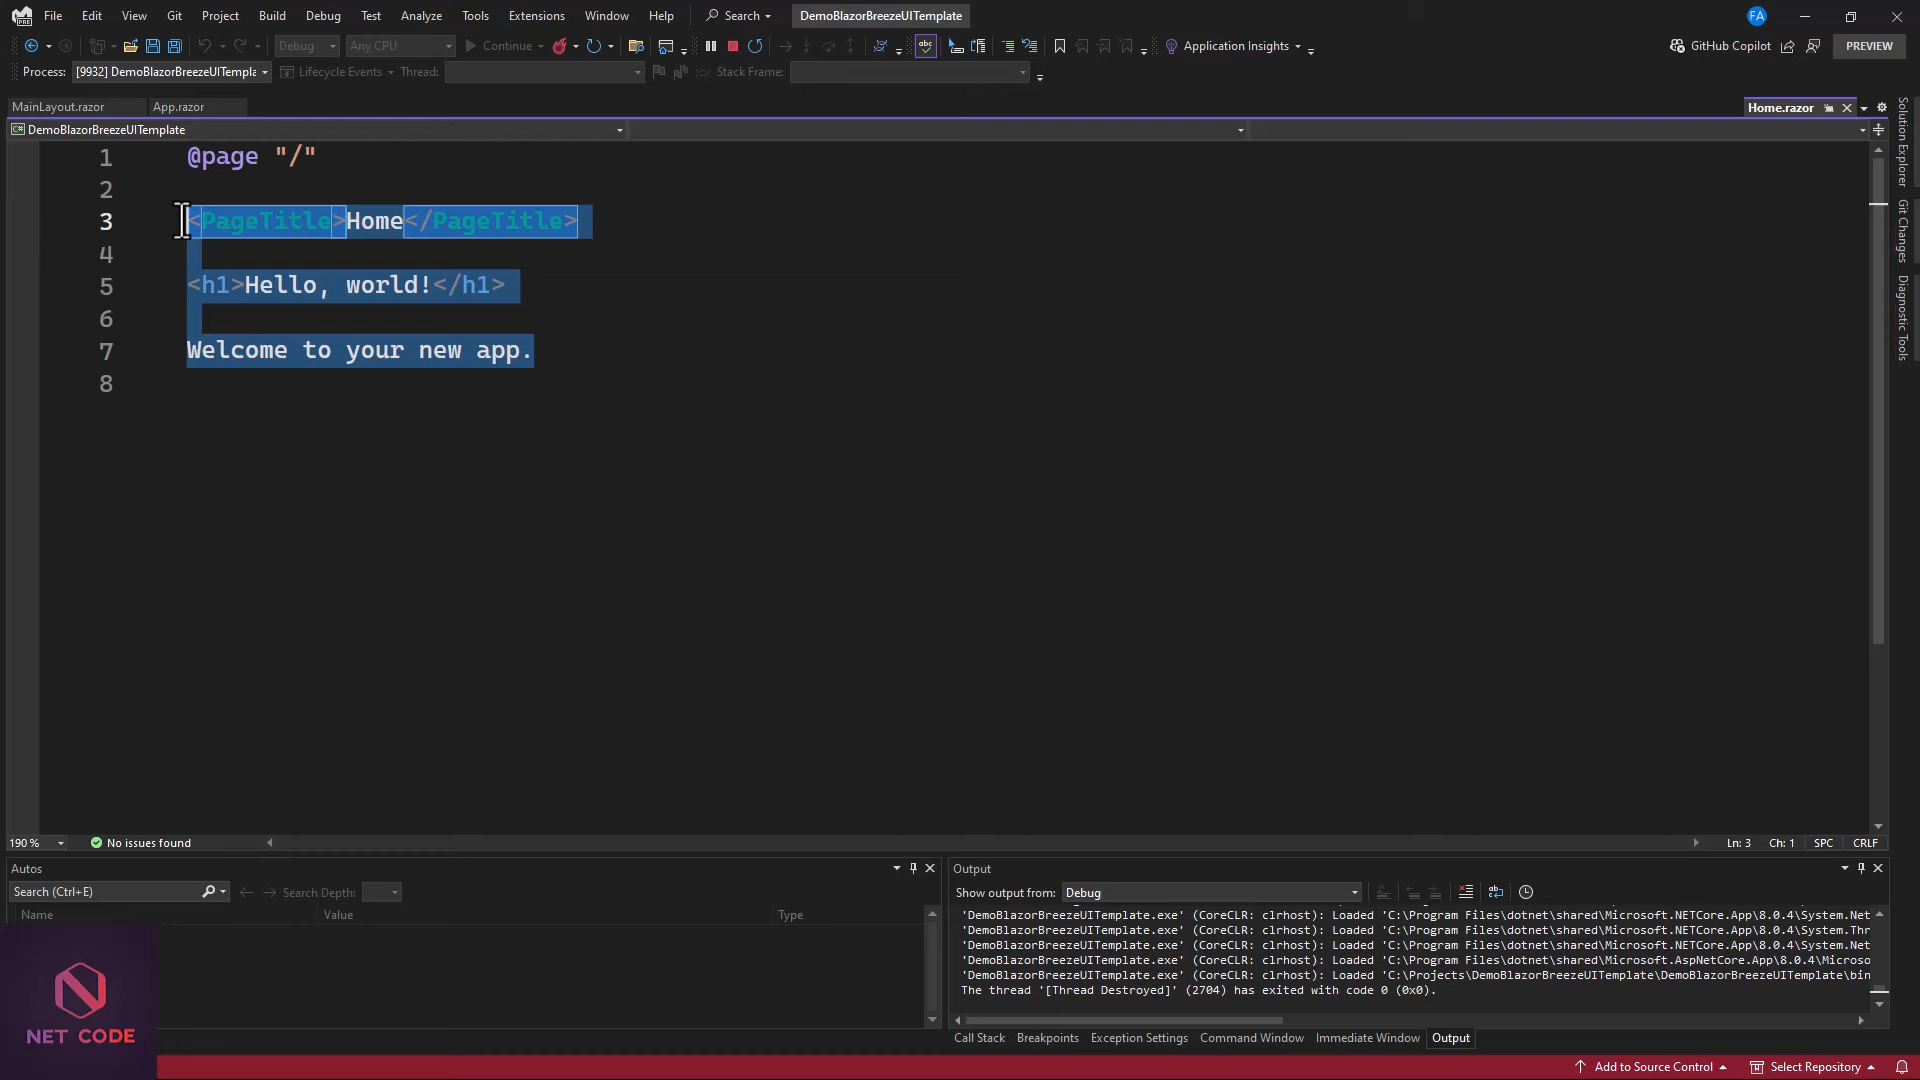 File Edit View Git Project Build Debug Test Analyze Tools Extensions Window Help Search DemoBlazorBreezeUITemplate FA
Debug Any CPU Continue Application Insights GitHub Copilot PREVIEW
Process: [9932] DemoBlazorBreezeUITempla Lifecycle Events Thread: Stack Frame:
MainLayout.razor App.razor Home.razor
DemoBlazorBreezeUITemplate
1 @page "/"
2
3 <PageTitle>Home</PageTitle>
4
5 <h1>Hello, world!</h1>
6
7 Welcome to your new app.
8
Solution Explorer
Git Changes
Diagnostic Tools
190 % No issues found Ln: 3 Ch: 1 SPC CRLF
Autos
Search (Ctrl+E) Search Depth:
Name Value Type
Output
Show output from: Debug
'DemoBlazorBreezeUITemplate.exe' (CoreCLR: clrhost): Loaded 'C:\Program Files\dotnet\shared\Microsoft.NETCore.App\8.0.4\System.Net
'DemoBlazorBreezeUITemplate.exe' (CoreCLR: clrhost): Loaded 'C:\Program Files\dotnet\shared\Microsoft.NETCore.App\8.0.4\System.Thr
'DemoBlazorBreezeUITemplate.exe' (CoreCLR: clrhost): Loaded 'C:\Program Files\dotnet\shared\Microsoft.NETCore.App\8.0.4\System.Net
'DemoBlazorBreezeUITemplate.exe' (CoreCLR: clrhost): Loaded 'C:\Program Files\dotnet\shared\Microsoft.AspNetCore.App\8.0.4\Microso
'DemoBlazorBreezeUITemplate.exe' (CoreCLR: clrhost): Loaded 'C:\Projects\DemoBlazorBreezeUITemplate\DemoBlazorBreezeUITemplate\bin
The thread '[Thread Destroyed]' (2704) has exited with code 0 (0x0).
Call Stack Breakpoints Exception Settings Command Window Immediate Window Output
NET CODE
Add to Source Control Select Repository